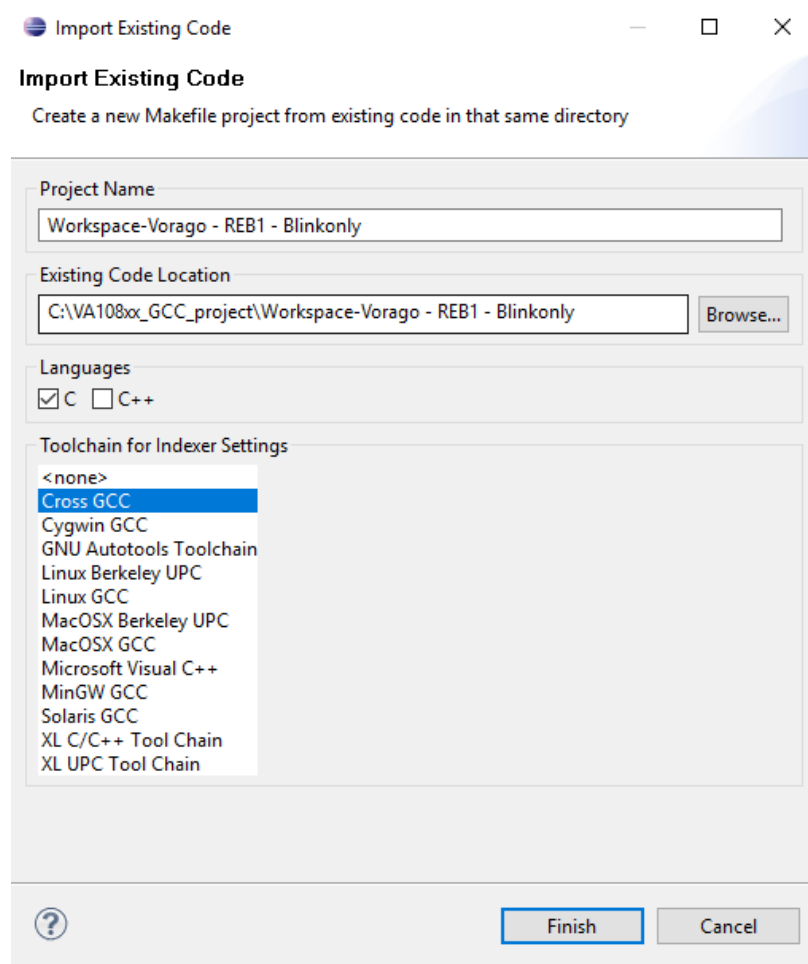 Import Existing Code
Import Existing Code
Create a new Makefile project from existing code in that same directory
Project Name
Workspace-Vorago - REB1 - Blinkonly
Existing Code Location
C:\VA108xx_GCC_project\Workspace-Vorago - REB1 - Blinkonly
Browse...
Languages
C C++
Toolchain for Indexer Settings
<none>
Cross GCC
Cygwin GCC
GNU Autotools Toolchain
Linux Berkeley UPC
Linux GCC
MacOSX Berkeley UPC
MacOSX GCC
Microsoft Visual C++
MinGW GCC
Solaris GCC
XL C/C++ Tool Chain
XL UPC Tool Chain
? Finish Cancel